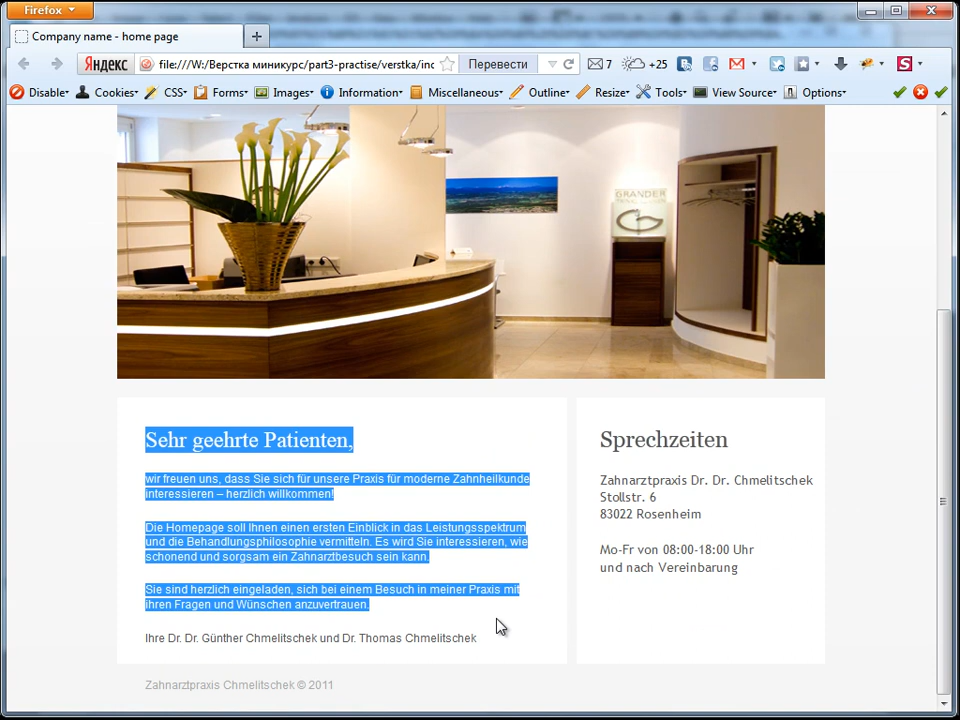 Firefox
Company name - home page
Яндекс
file:///W:/Верстка миникурс/part3-practise/verstka/inc
Перевести
7
+25
Disable
Cookies
CSS
Forms
Images
Information
Miscellaneous
Outline
Resize
Tools
View Source
Options
GRANDER
Sehr geehrte Patienten,
wir freuen uns, dass Sie sich für unsere Praxis für moderne Zahnheilkunde
interessieren – herzlich willkommen!
Die Homepage soll Ihnen einen ersten Einblick in das Leistungsspektrum
und die Behandlungsphilosophie vermitteln. Es wird Sie interessieren, wie
schonend und sorgsam ein Zahnarztbesuch sein kann.
Sie sind herzlich eingeladen, sich bei einem Besuch in meiner Praxis mit
ihren Fragen und Wünschen anzuvertrauen.
Ihre Dr. Dr. Günther Chmelitschek und Dr. Thomas Chmelitschek
Sprechzeiten
Zahnarztpraxis Dr. Dr. Chmelitschek
Stollstr. 6
83022 Rosenheim
Mo-Fr von 08:00-18:00 Uhr
und nach Vereinbarung
Zahnarztpraxis Chmelitschek © 2011